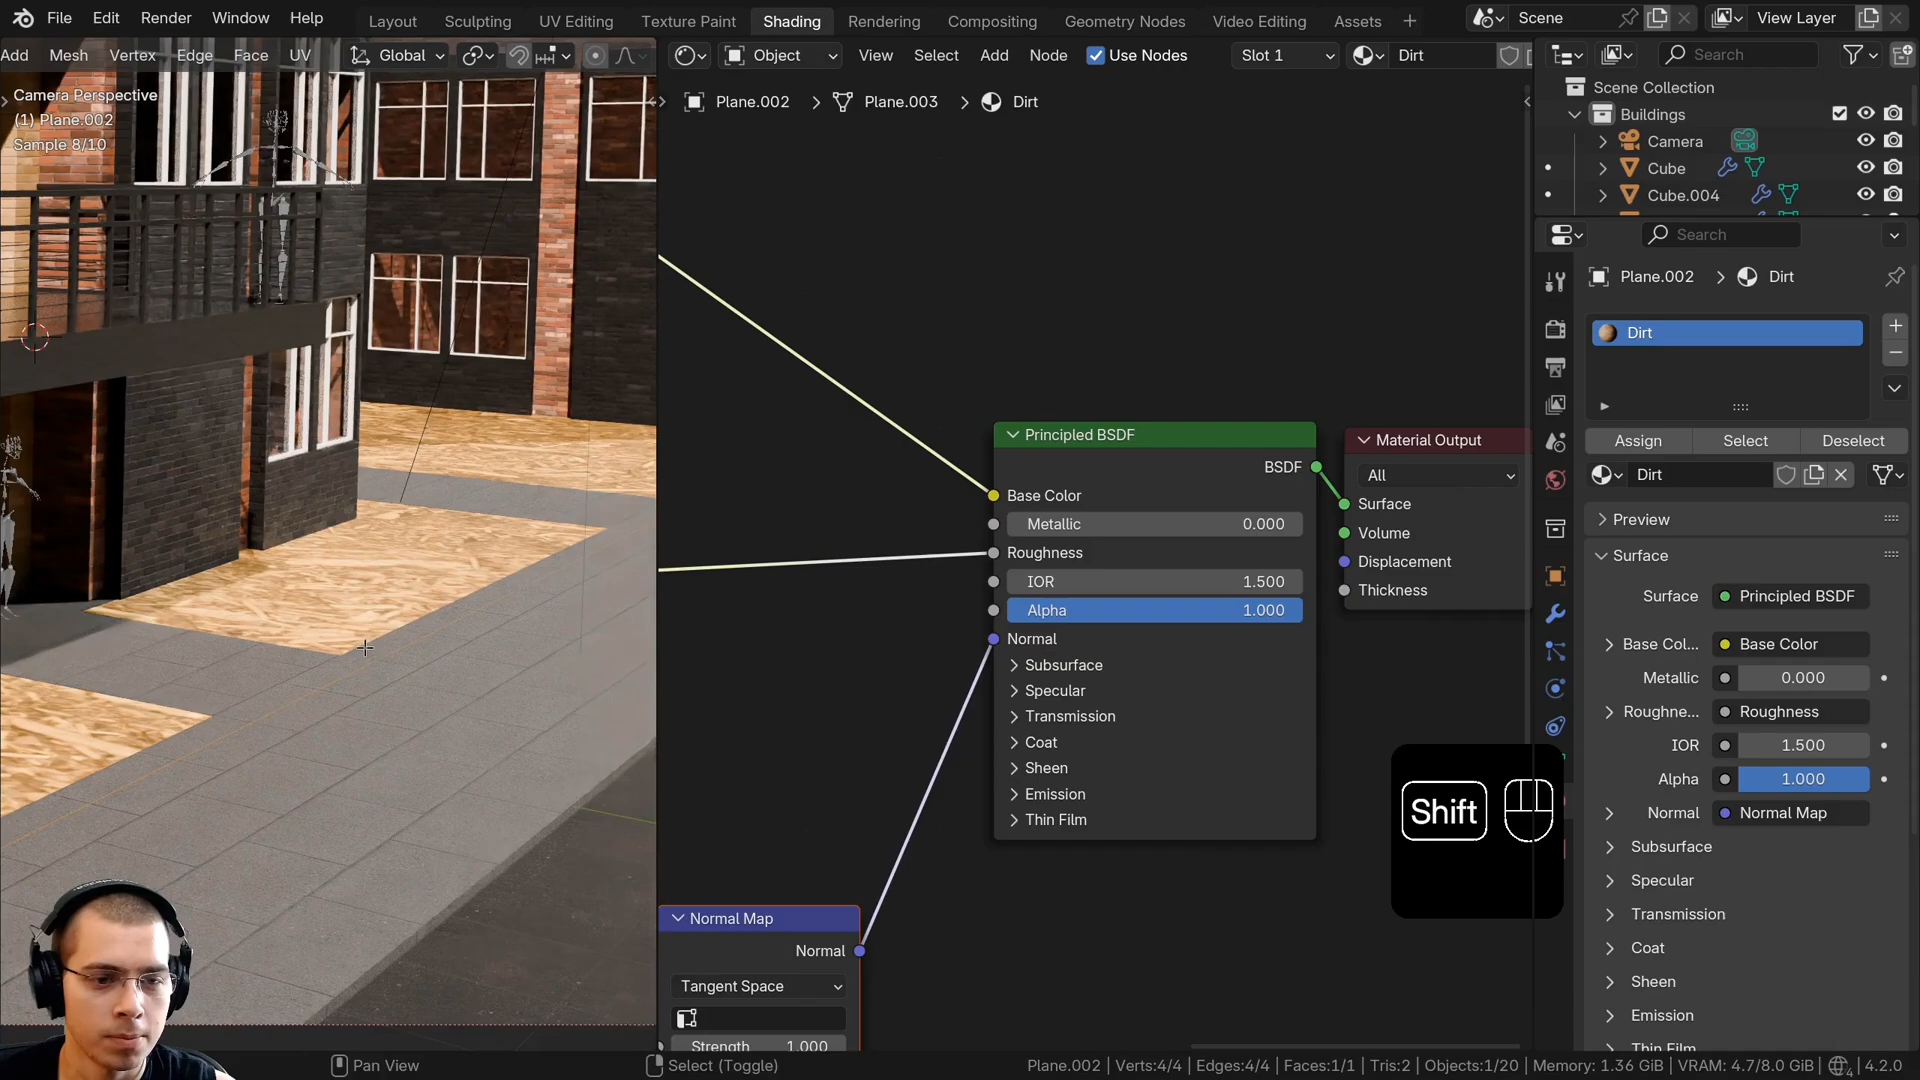 File Edit Render Window Help Layout Sculpting UV Editing Texture Paint Shading Rendering Compositing Geometry Nodes Video Editing Assets + Scene View Layer
Add Mesh Vertex Edge Face UV Global Object View Select Add Node Use Nodes Slot 1 Dirt Search
Camera Perspective
(1) Plane.002
Sample 8/10
Plane.002 > Plane.003 > Dirt
Scene Collection
Buildings
Camera
Cube
Cube.004
Search
Plane.002 > Dirt
Dirt
Assign Select Deselect
Dirt
Preview
Surface
Surface Principled BSDF
Base Col... Base Color
Metallic 0.000
Roughne... Roughness
IOR 1.500
Alpha 1.000
Normal Normal Map
Subsurface
Specular
Transmission
Coat
Sheen
Emission
Thin Film
Principled BSDF
BSDF
Base Color
Metallic 0.000
Roughness
IOR 1.500
Alpha 1.000
Normal
Subsurface
Specular
Transmission
Coat
Sheen
Emission
Thin Film
Material Output
All
Surface
Volume
Displacement
Thickness
Normal Map
Normal
Tangent Space
Strength 1.000
Shift
Pan View Select (Toggle) Plane.002 | Verts:4/4 | Edges:4/4 | Faces:1/1 | Tris:2 | Objects:1/20 | Memory: 1.36 GiB | VRAM: 4.7/8.0 GiB | 4.2.0